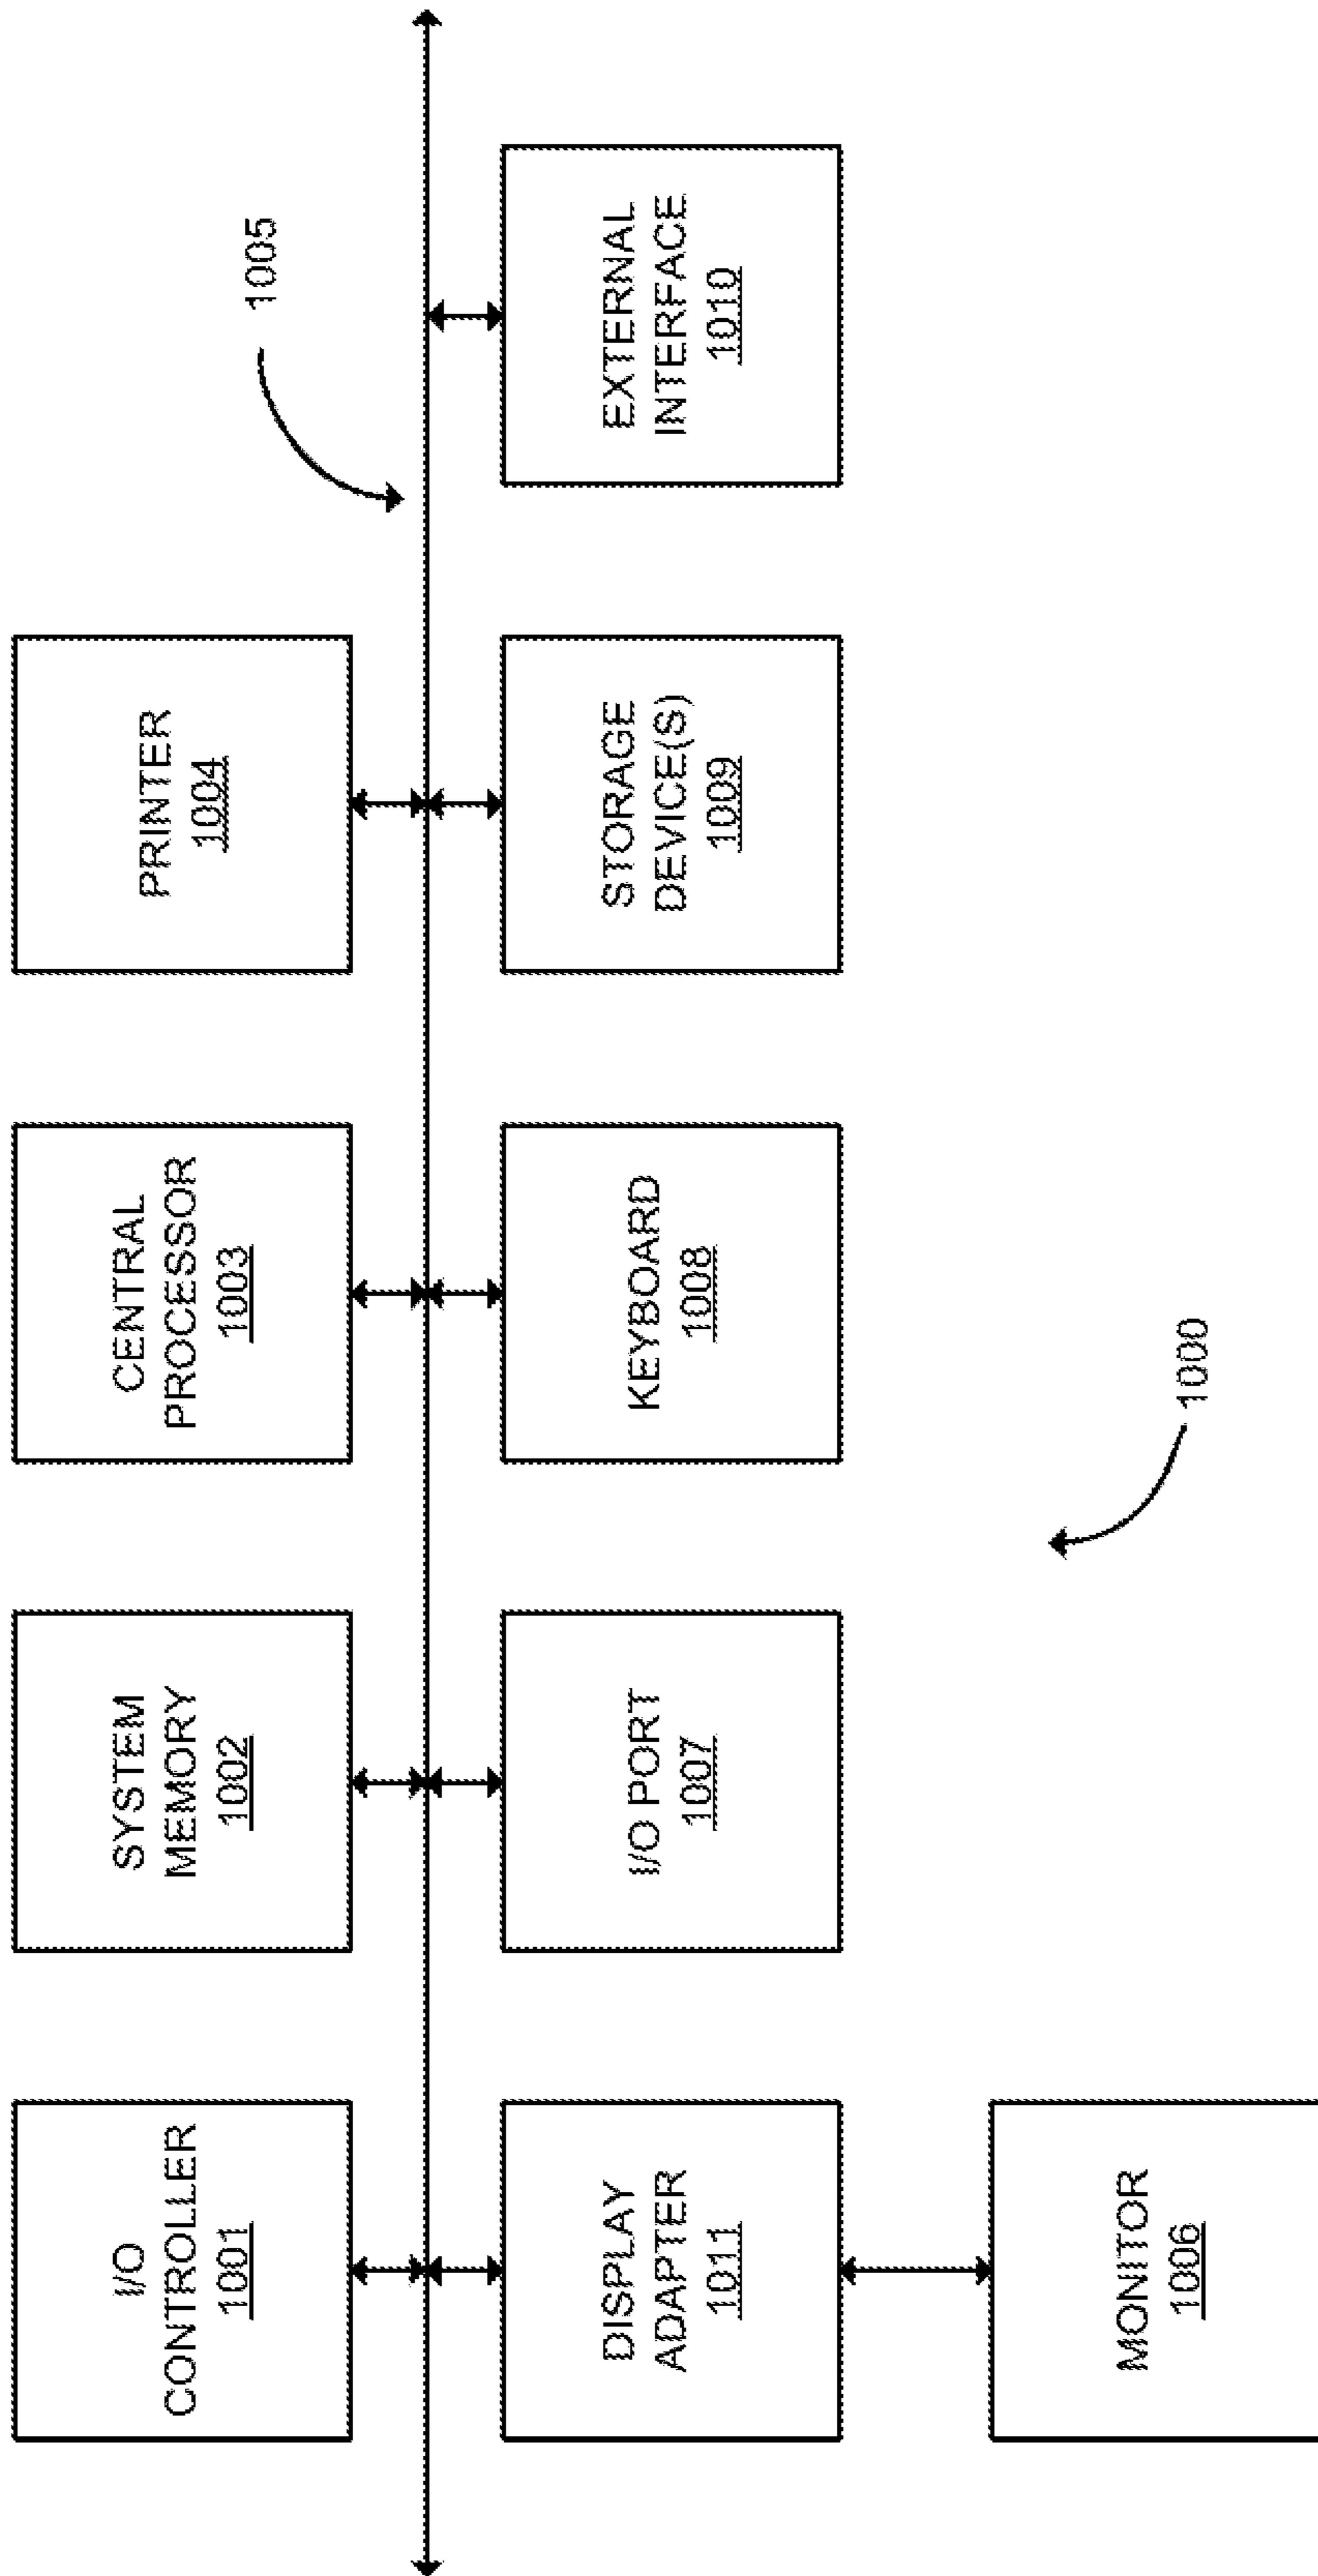 I/O
CONTROLLER
1001
SYSTEM
MEMORY
1002
CENTRAL
PROCESSOR
1003
PRINTER
1004
1005
DISPLAY
ADAPTER
1011
I/O PORT
1007
KEYBOARD
1008
STORAGE
DEVICE(S)
1009
EXTERNAL
INTERFACE
1010
MONITOR
1006
1000